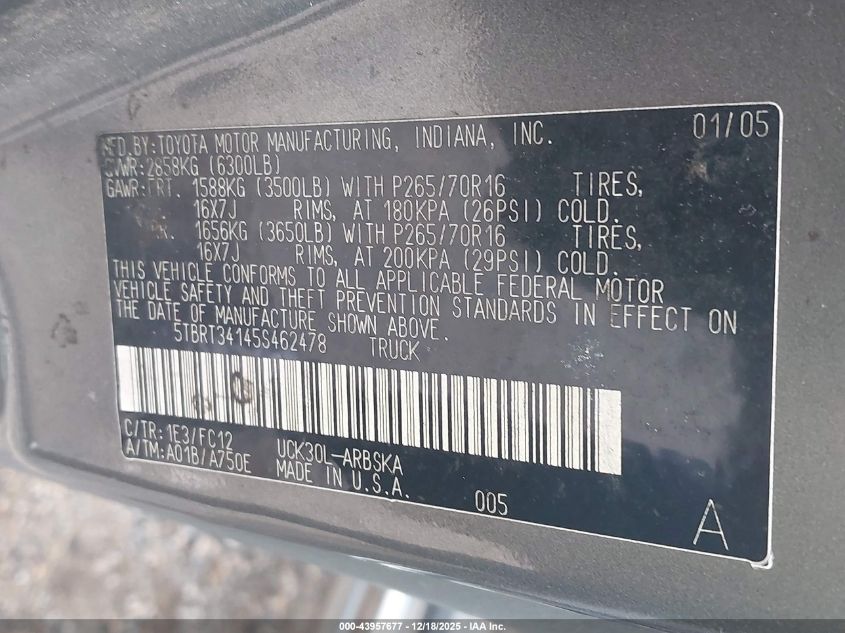 MFD.BY:TOYOTA MOTOR MANUFACTURING, INDIANA, INC. 01/05
GVWR:2858KG (6300LB)
GAWR:FRT. 1588KG (3500LB) WITH P265/70R16 TIRES,
16X7J RIMS, AT 180KPA (26PSI) COLD.
RR. 1656KG (3650LB) WITH P265/70R16 TIRES,
16X7J RIMS, AT 200KPA (29PSI) COLD.
THIS VEHICLE CONFORMS TO ALL APPLICABLE FEDERAL MOTOR
VEHICLE SAFETY AND THEFT PREVENTION STANDARDS IN EFFECT ON
THE DATE OF MANUFACTURE SHOWN ABOVE.
5TBRT34145S462478 TRUCK
C/TR: 1E3/FC12
A/TM: A01B/A750E UCK30L-ARBSKA
MADE IN U.S.A.
005 A
000-43957677 - 12/18/2025 - IAA Inc.